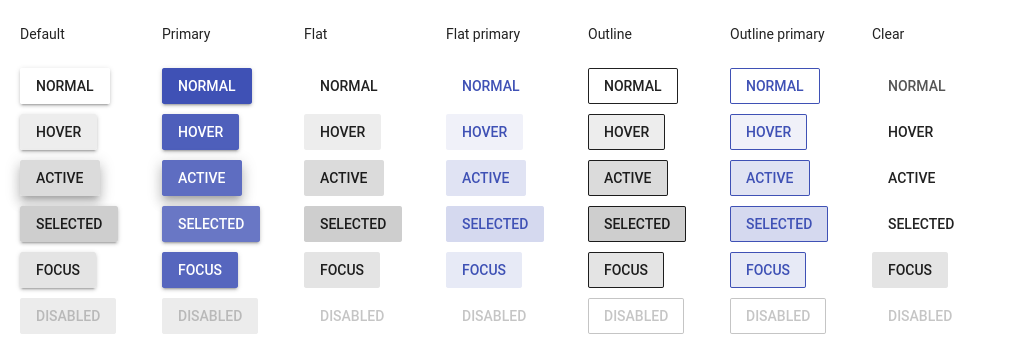 Default Primary Flat Flat primary Outline Outline primary Clear
NORMAL NORMAL NORMAL NORMAL NORMAL NORMAL NORMAL
HOVER HOVER HOVER HOVER HOVER HOVER HOVER
ACTIVE ACTIVE ACTIVE ACTIVE ACTIVE ACTIVE ACTIVE
SELECTED SELECTED SELECTED SELECTED SELECTED SELECTED SELECTED
FOCUS FOCUS FOCUS FOCUS FOCUS FOCUS FOCUS
DISABLED DISABLED DISABLED DISABLED DISABLED DISABLED DISABLED